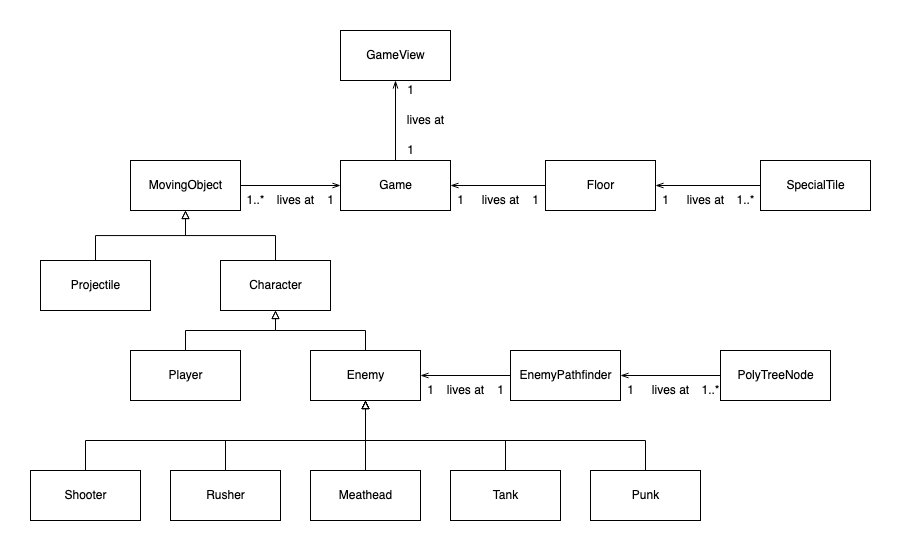 GameView
1
lives at
1
MovingObject
Game
Floor
SpecialTile
1..* lives at 1
1 lives at 1
1 lives at 1..*
Projectile
Character
Player
Enemy
EnemyPathfinder
PolyTreeNode
1 lives at 1
1 lives at 1..*
Shooter
Rusher
Meathead
Tank
Punk